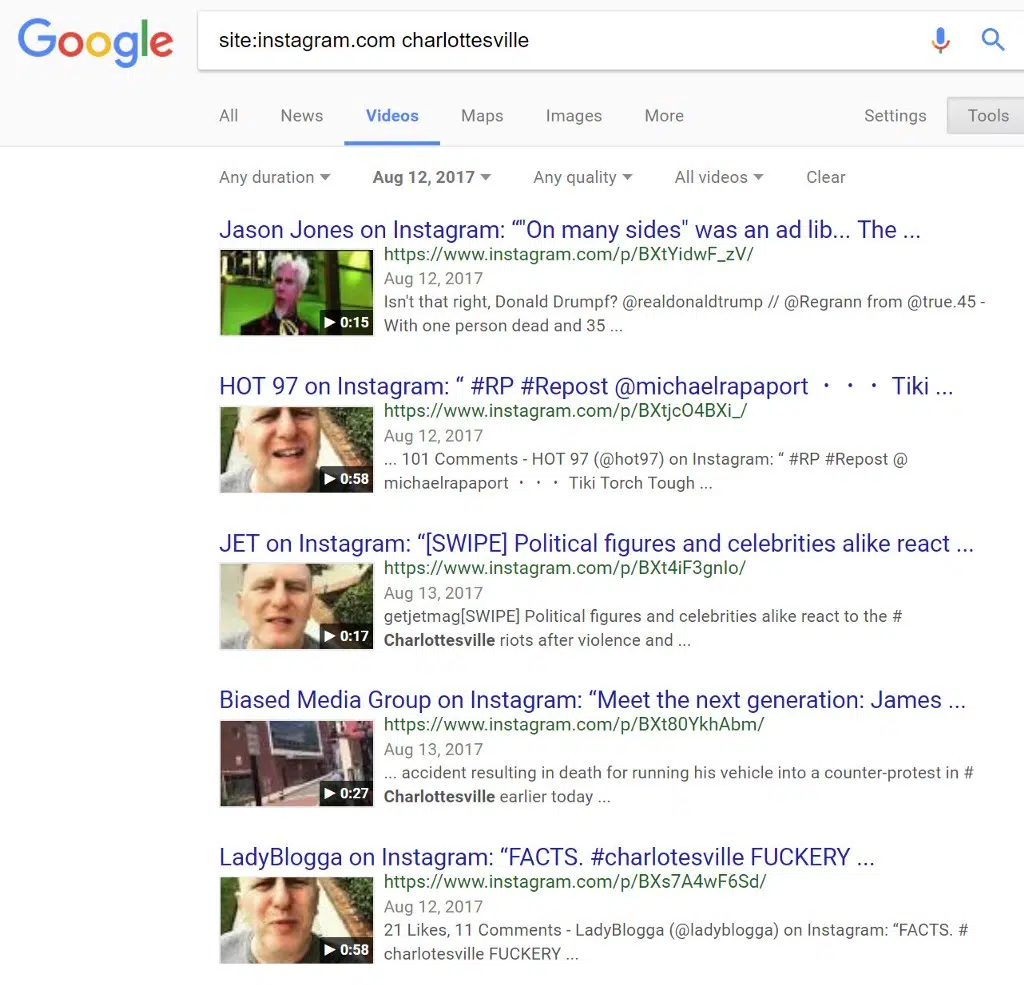 Google
site:instagram.com charlottesville
All News Videos Maps Images More Settings Tools
Any duration Aug 12, 2017 Any quality All videos Clear
Jason Jones on Instagram: “"On many sides" was an ad lib... The ...
https://www.instagram.com/p/BXtYidwF_zV/
Aug 12, 2017
Isn't that right, Donald Drumpf? @realdonaldtrump // @Regrann from @true.45 -
With one person dead and 35 ...
0:15
HOT 97 on Instagram: “ #RP #Repost @michaelrapaport ・・・ Tiki ...
https://www.instagram.com/p/BXtjcO4BXi_/
Aug 12, 2017
... 101 Comments - HOT 97 (@hot97) on Instagram: “ #RP #Repost @
michaelrapaport ・・・ Tiki Torch Tough ...
0:58
JET on Instagram: “[SWIPE] Political figures and celebrities alike react ...
https://www.instagram.com/p/BXt4iF3gnIo/
Aug 13, 2017
getjetmag[SWIPE] Political figures and celebrities alike react to the #
Charlottesville riots after violence and ...
0:17
Biased Media Group on Instagram: “Meet the next generation: James ...
https://www.instagram.com/p/BXt80YkhAbm/
Aug 13, 2017
... accident resulting in death for running his vehicle into a counter-protest in #
Charlottesville earlier today ...
0:27
LadyBlogga on Instagram: “FACTS. #charlotesville FUCKERY ...
https://www.instagram.com/p/BXs7A4wF6Sd/
Aug 12, 2017
21 Likes, 11 Comments - LadyBlogga (@ladyblogga) on Instagram: “FACTS. #
charlotesville FUCKERY ...
0:58